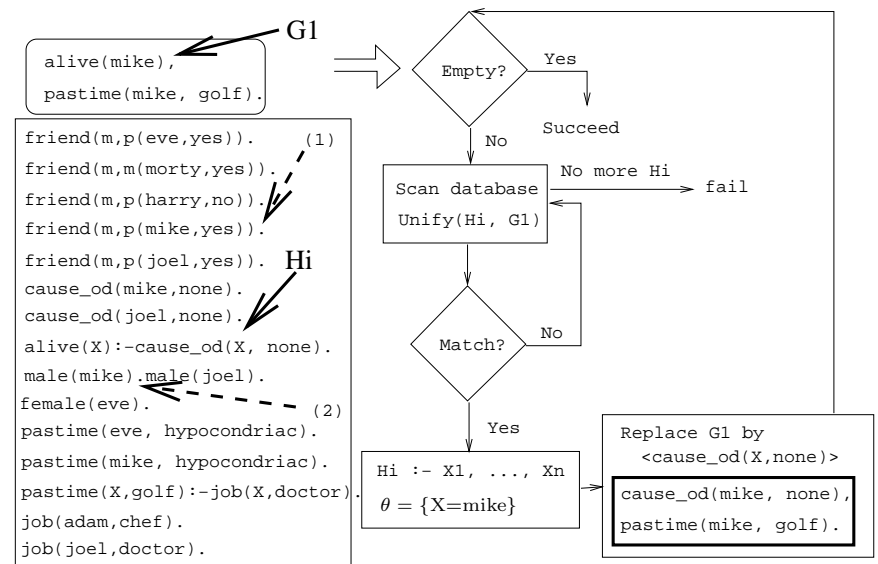 G1
alive(mike),
pastime(mike, golf).
friend(m,p(eve,yes)). (1)
friend(m,m(morty,yes)).
friend(m,p(harry,no)).
friend(m,p(mike,yes)).
friend(m,p(joel,yes)).
Hi
cause_od(mike,none).
cause_od(joel,none).
alive(X):-cause_od(X, none).
male(mike).male(joel).
female(eve). (2)
pastime(eve, hypocondriac).
pastime(mike, hypocondriac).
pastime(X,golf):-job(X,doctor).
job(adam,chef).
job(joel,doctor).
Empty?
Yes
Succeed
No
Scan database
Unify(Hi, G1)
No more Hi
fail
Match?
No
Yes
Hi :- X1, ..., Xn
θ = {X=mike}
Replace G1 by
<cause_od(X,none)>
cause_od(mike, none),
pastime(mike, golf).